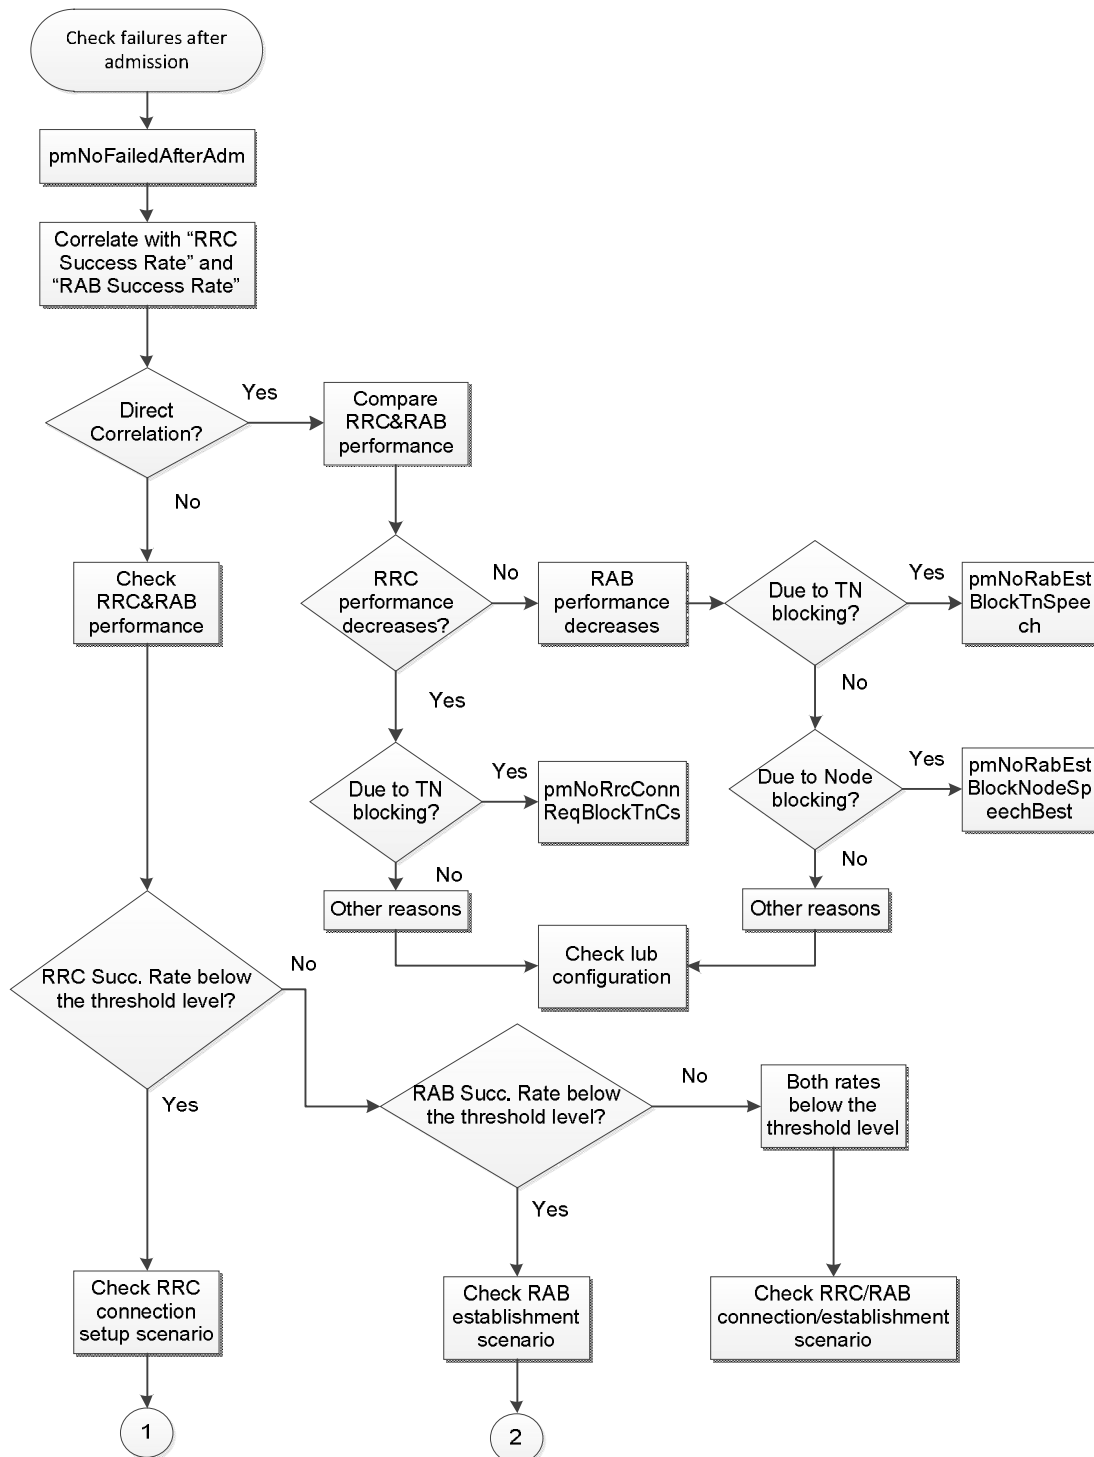 Check failures after
admission
pmNoFailedAfterAdm
Correlate with “RRC
Success Rate” and
“RAB Success Rate”
Direct
Correlation?
Yes
Compare
RRC&RAB
performance
No
Check
RRC&RAB
performance
RRC
performance
decreases?
No
RAB
performance
decreases
Due to TN
blocking?
Yes
pmNoRabEst
BlockTnSpee
ch
No
Yes
Due to TN
blocking?
Yes
pmNoRrcConn
ReqBlockTnCs
Due to Node
blocking?
Yes
pmNoRabEst
BlockNodeSp
eechBest
No
No
Other reasons
Other reasons
Check Iub
configuration
RRC Succ. Rate below
the threshold level?
No
Yes
RAB Succ. Rate below
the threshold level?
No
Both rates
below the
threshold level
Yes
Check RRC
connection
setup scenario
Check RAB
establishment
scenario
Check RRC/RAB
connection/establishment
scenario
1
2